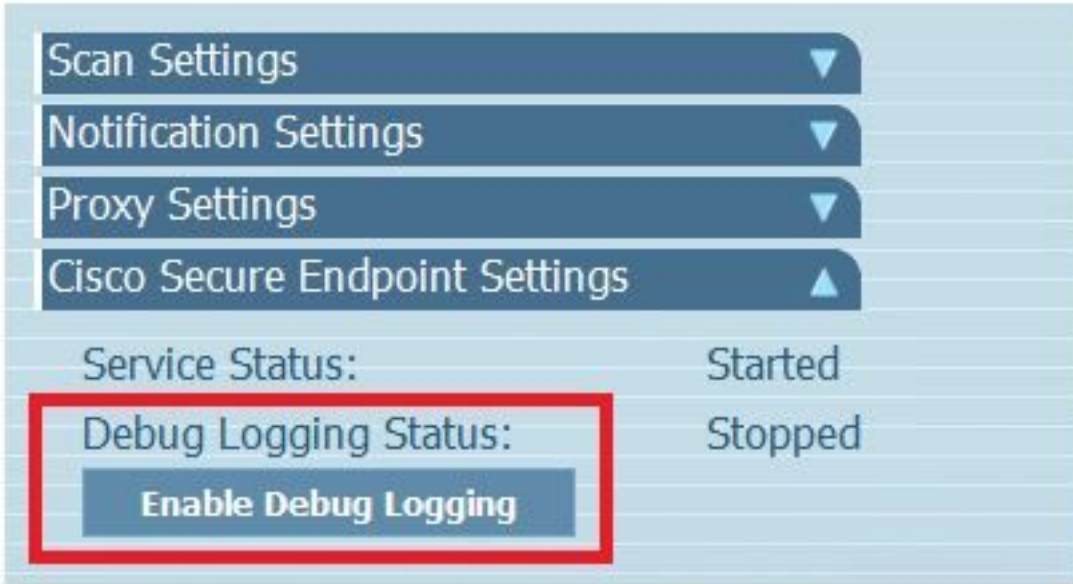 Scan Settings
Notification Settings
Proxy Settings
Cisco Secure Endpoint Settings
Service Status: Started
Debug Logging Status: Stopped
Enable Debug Logging